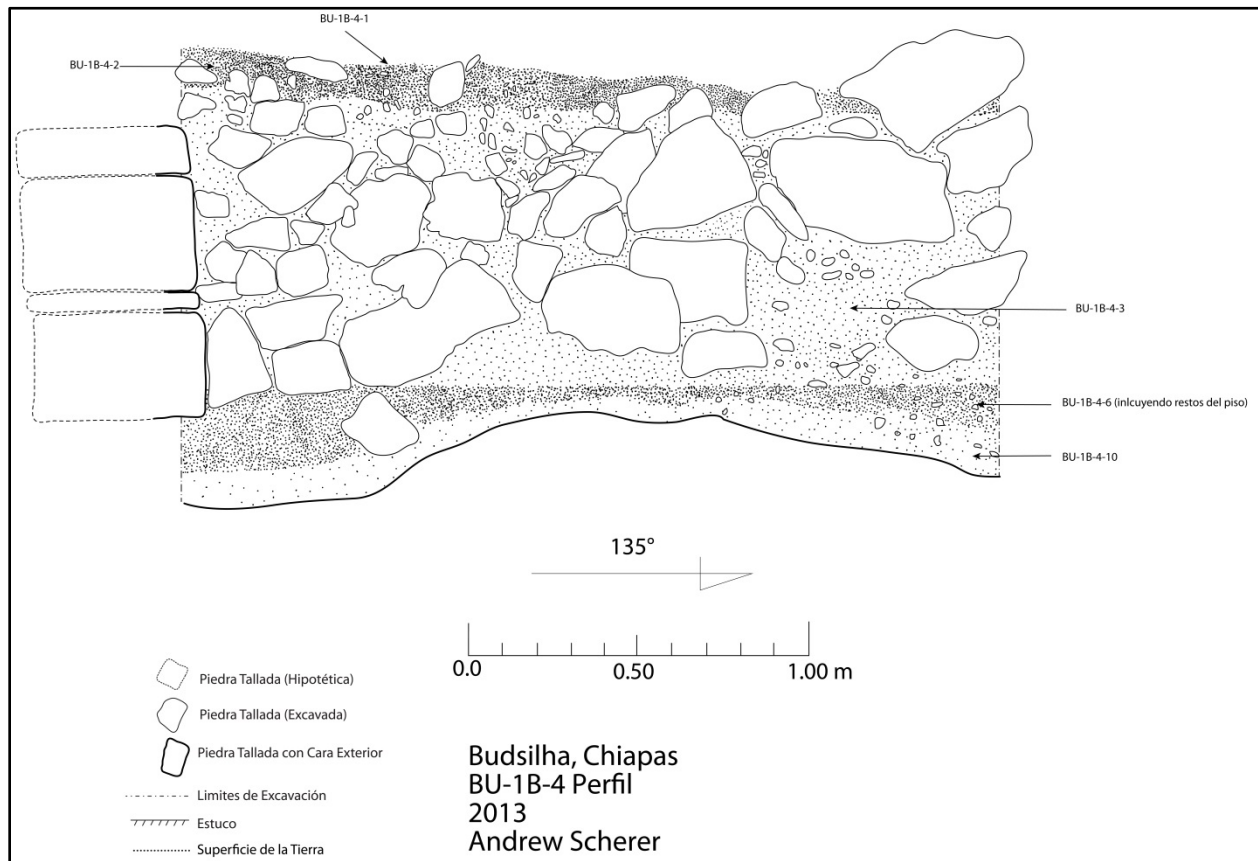 BU-1B-4-1
BU-1B-4-2
BU-1B-4-3
BU-1B-4-6 (inlcuyendo restos del piso)
BU-1B-4-10
135°
0.0 0.50 1.00 m
Piedra Tallada (Hipotética)
Piedra Tallada (Excavada)
Piedra Tallada con Cara Exterior
Limites de Excavación
Estuco
Superficie de la Tierra
Budsilha, Chiapas
BU-1B-4 Perfil
2013
Andrew Scherer